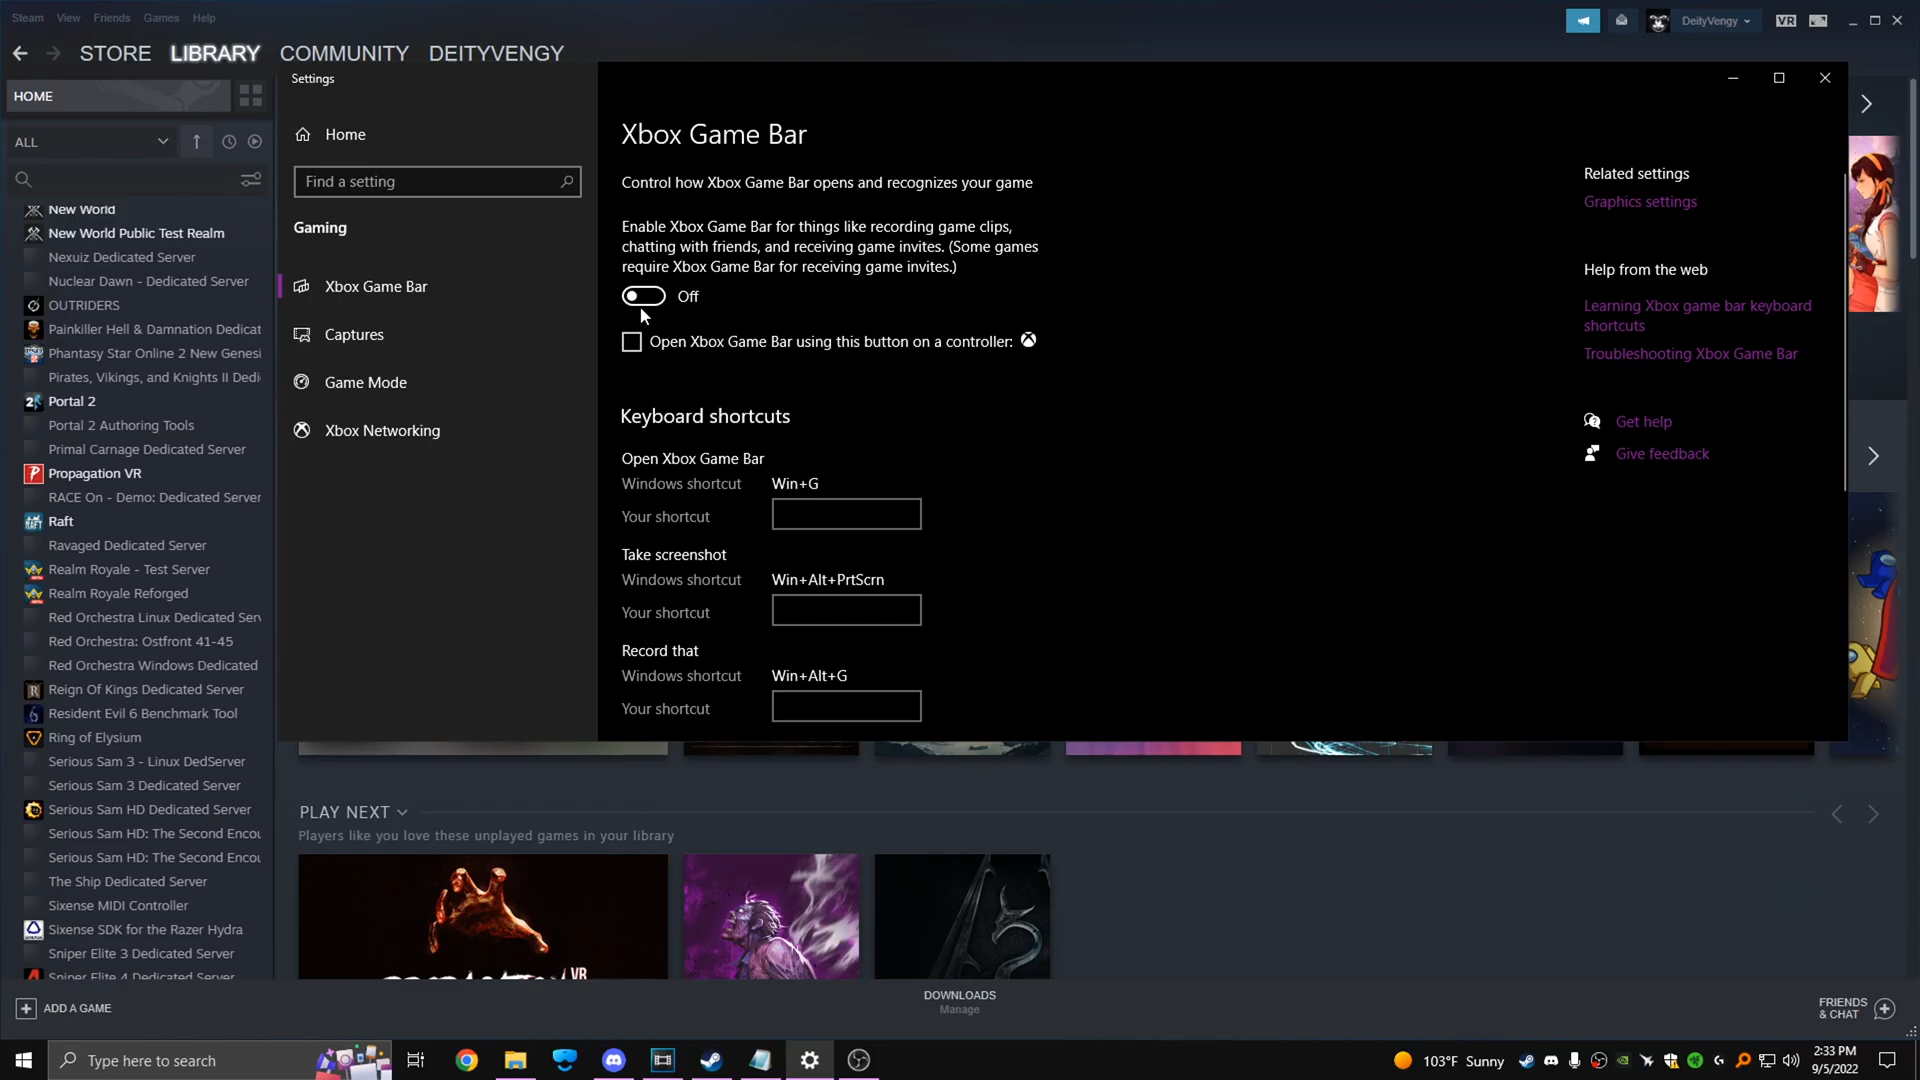 Steam View Friends Games Help
DeityVengy
VR
STORE LIBRARY COMMUNITY DEITYVENGY
HOME
ALL
New World
New World Public Test Realm
Nexuiz Dedicated Server
Nuclear Dawn - Dedicated Server
OUTRIDERS
Painkiller Hell & Damnation Dedicat
Phantasy Star Online 2 New Genesi
Pirates, Vikings, and Knights II Dedi
Portal 2
Portal 2 Authoring Tools
Primal Carnage Dedicated Server
Propagation VR
RACE On - Demo: Dedicated Server
Raft
Ravaged Dedicated Server
Realm Royale - Test Server
Realm Royale Reforged
Red Orchestra Linux Dedicated Serv
Red Orchestra: Ostfront 41-45
Red Orchestra Windows Dedicated
Reign Of Kings Dedicated Server
Resident Evil 6 Benchmark Tool
Ring of Elysium
Serious Sam 3 - Linux DedServer
Serious Sam 3 Dedicated Server
Serious Sam HD Dedicated Server
Serious Sam HD: The Second Encou
Serious Sam HD: The Second Encou
The Ship Dedicated Server
Sixense MIDI Controller
Sixense SDK for the Razer Hydra
Sniper Elite 3 Dedicated Server
Sniper Elite 4 Dedicated Server
ADD A GAME
Settings
Home
Find a setting
Gaming
Xbox Game Bar
Captures
Game Mode
Xbox Networking
Xbox Game Bar
Control how Xbox Game Bar opens and recognizes your game
Enable Xbox Game Bar for things like recording game clips,
chatting with friends, and receiving game invites. (Some games
require Xbox Game Bar for receiving game invites.)
Off
Open Xbox Game Bar using this button on a controller:
Keyboard shortcuts
Open Xbox Game Bar
Windows shortcut Win+G
Your shortcut
Take screenshot
Windows shortcut Win+Alt+PrtScrn
Your shortcut
Record that
Windows shortcut Win+Alt+G
Your shortcut
Related settings
Graphics settings
Help from the web
Learning Xbox game bar keyboard
shortcuts
Troubleshooting Xbox Game Bar
Get help
Give feedback
PLAY NEXT
Players like you love these unplayed games in your library
VR
DOWNLOADS
Manage
FRIENDS
& CHAT
Type here to search
103°F Sunny
2:33 PM
9/5/2022